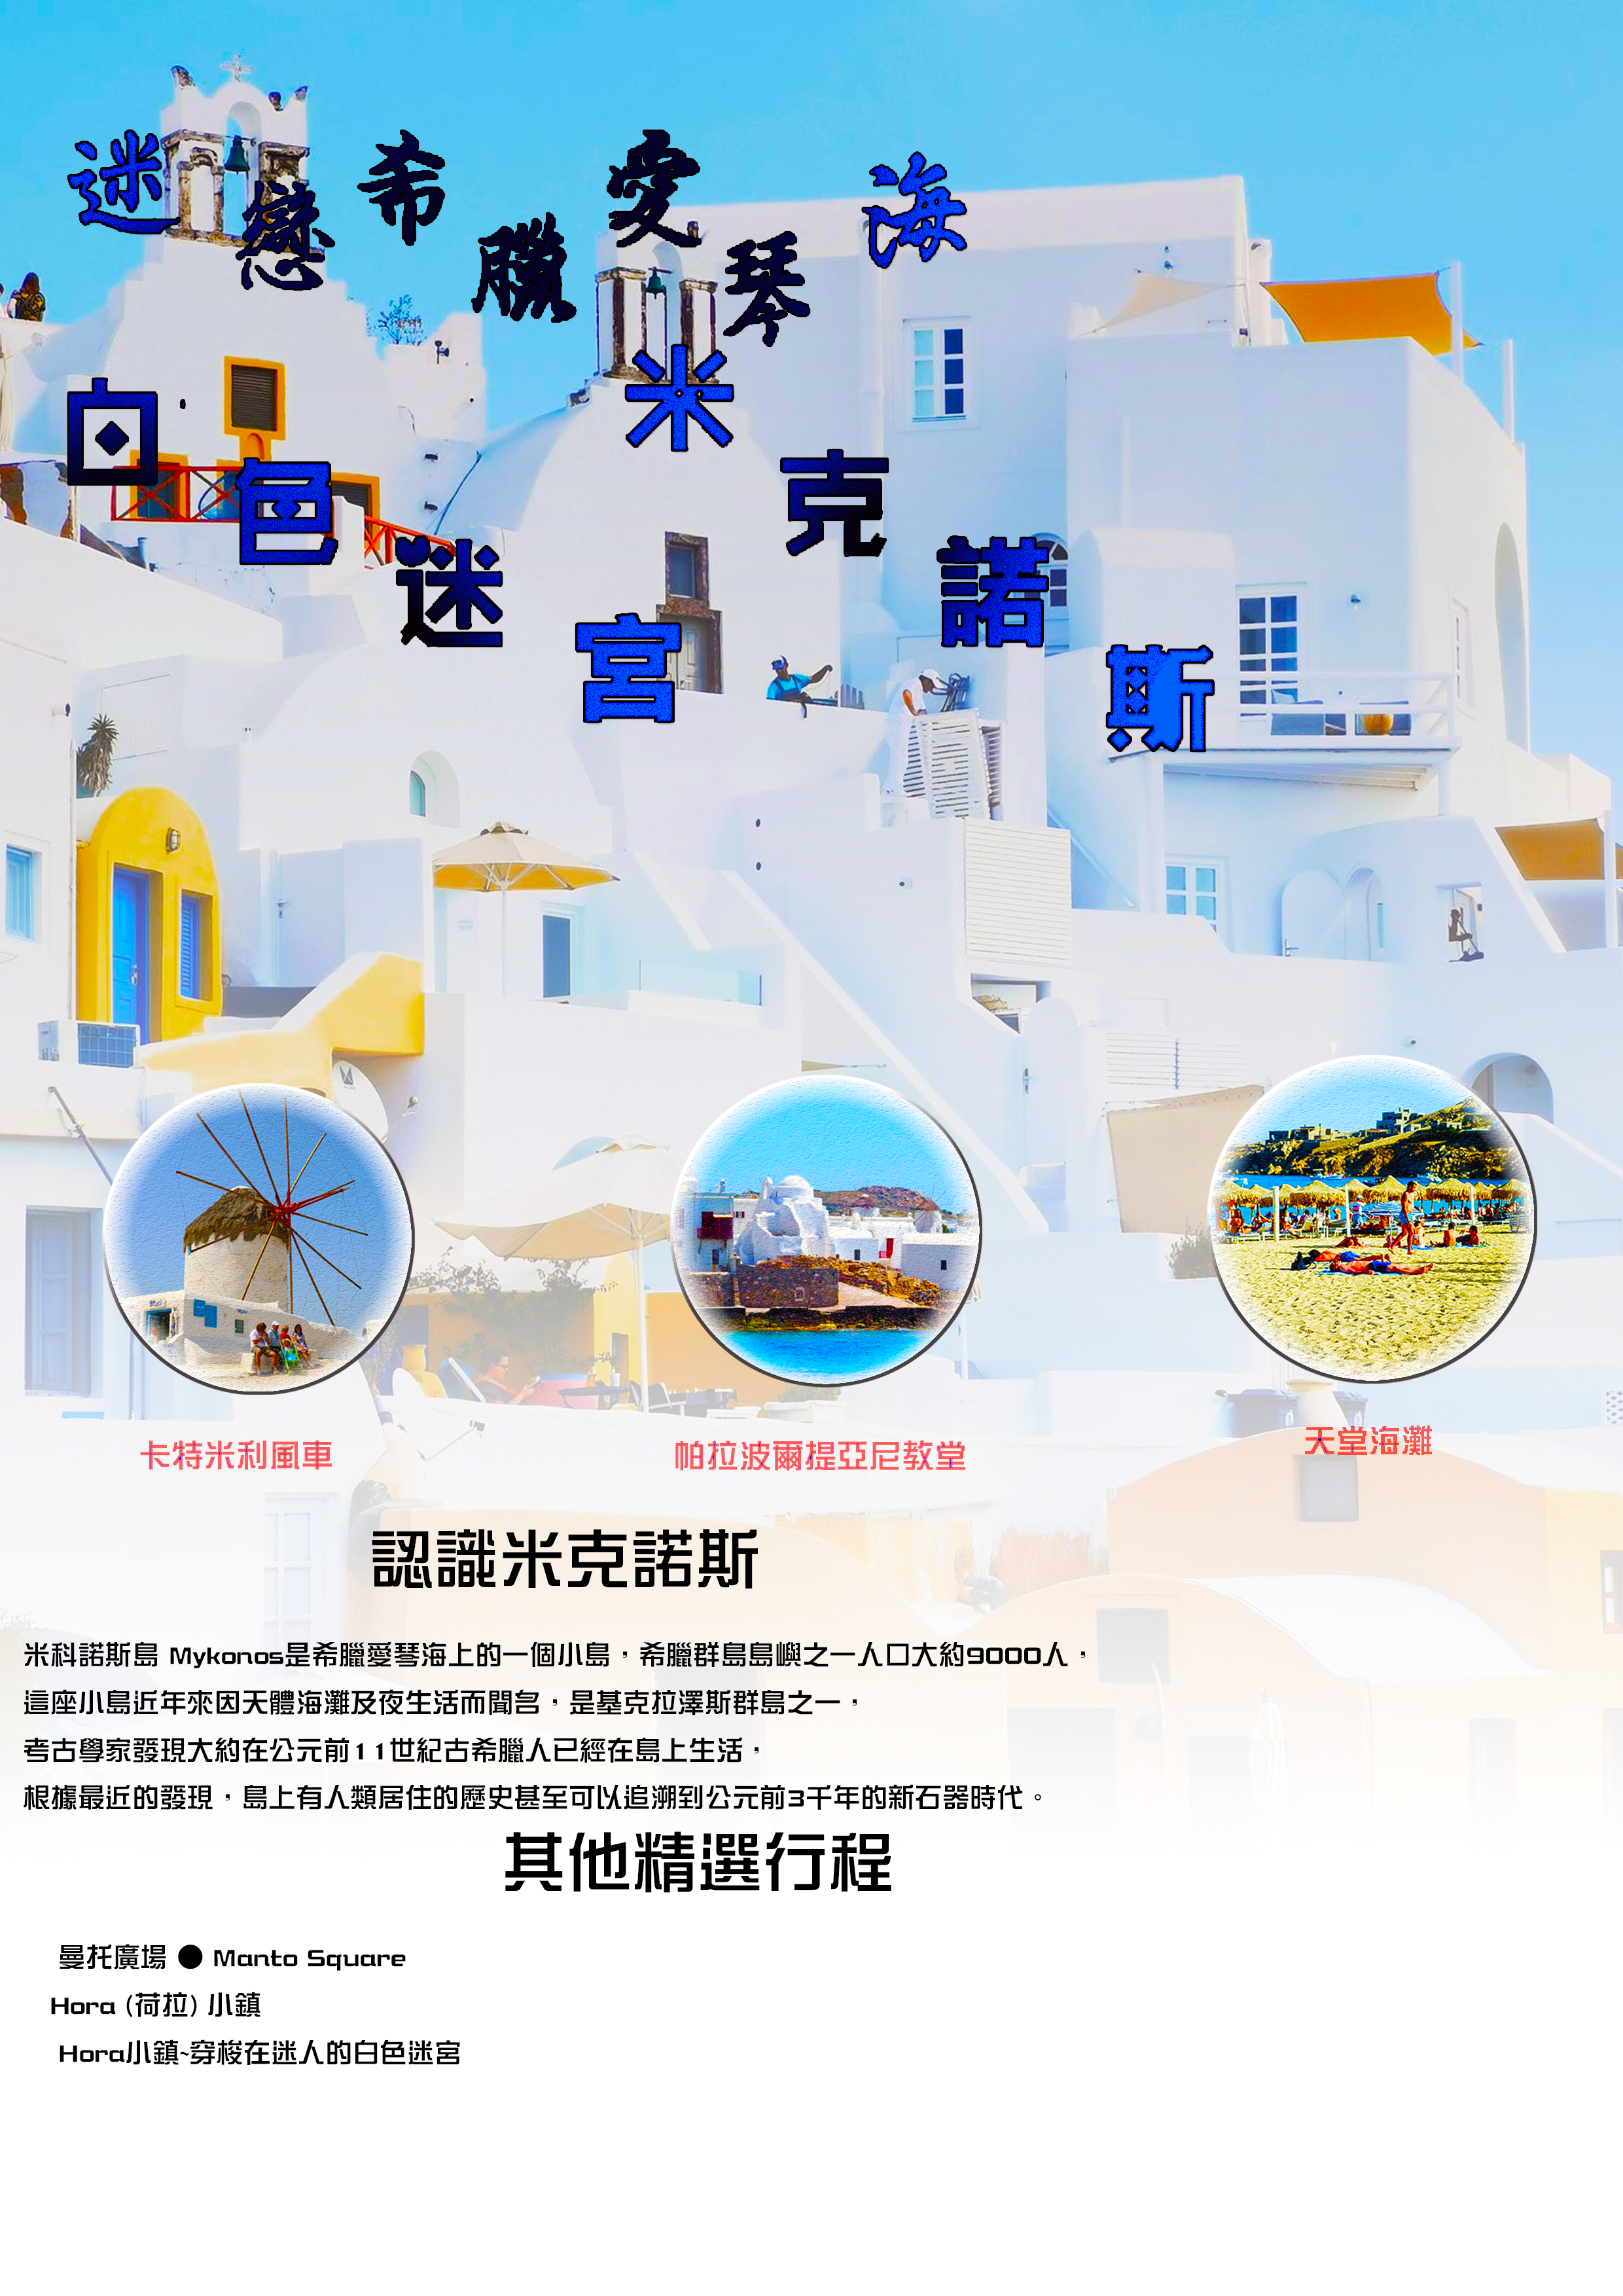 迷戀希臘愛琴海
白色迷宮米克諾斯
卡特米利風車
帕拉波爾提亞尼教堂
天堂海灘
認識米克諾斯
米科諾斯島 Mykonos是希臘愛琴海上的一個小島，希臘群島島嶼之一人口大約9000人，
這座小島近年來因天體海灘及夜生活而聞名，是基克拉澤斯群島之一，
考古學家發現大約在公元前11世紀古希臘人已經在島上生活，
根據最近的發現，島上有人類居住的歷史甚至可以追溯到公元前3千年的新石器時代。
其他精選行程
曼托廣場 ● Manto Square
Hora (荷拉) 小鎮
Hora小鎮~穿梭在迷人的白色迷宮